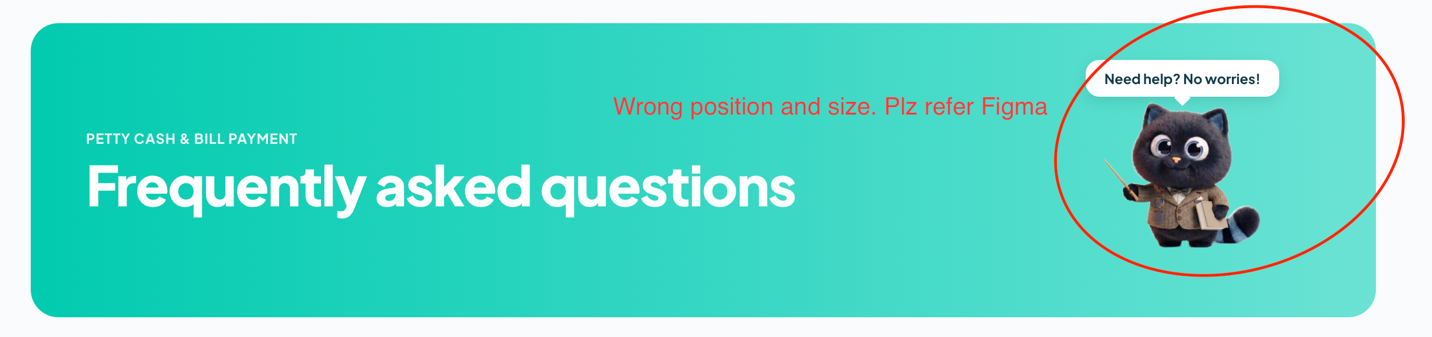 Need help? No worries!
Wrong position and size. Plz refer Figma
PETTY CASH & BILL PAYMENT
Frequently asked questions